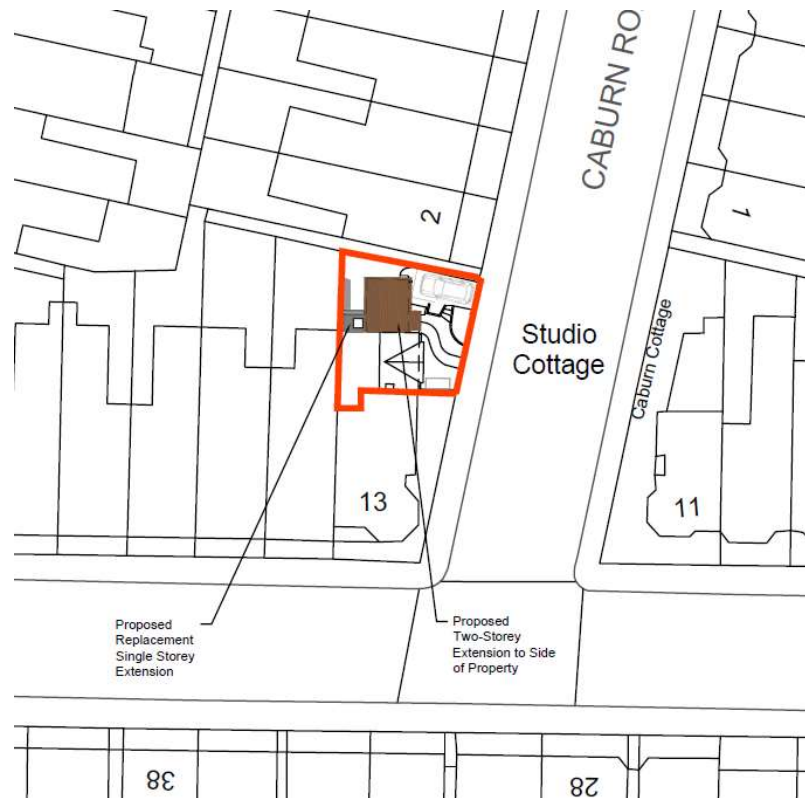 CABURN RO
2
1
Studio
Cottage
Caburn Cottage
13
11
Proposed
Replacement
Single Storey
Extension
Proposed
Two-Storey
Extension to Side
of Property
38
28